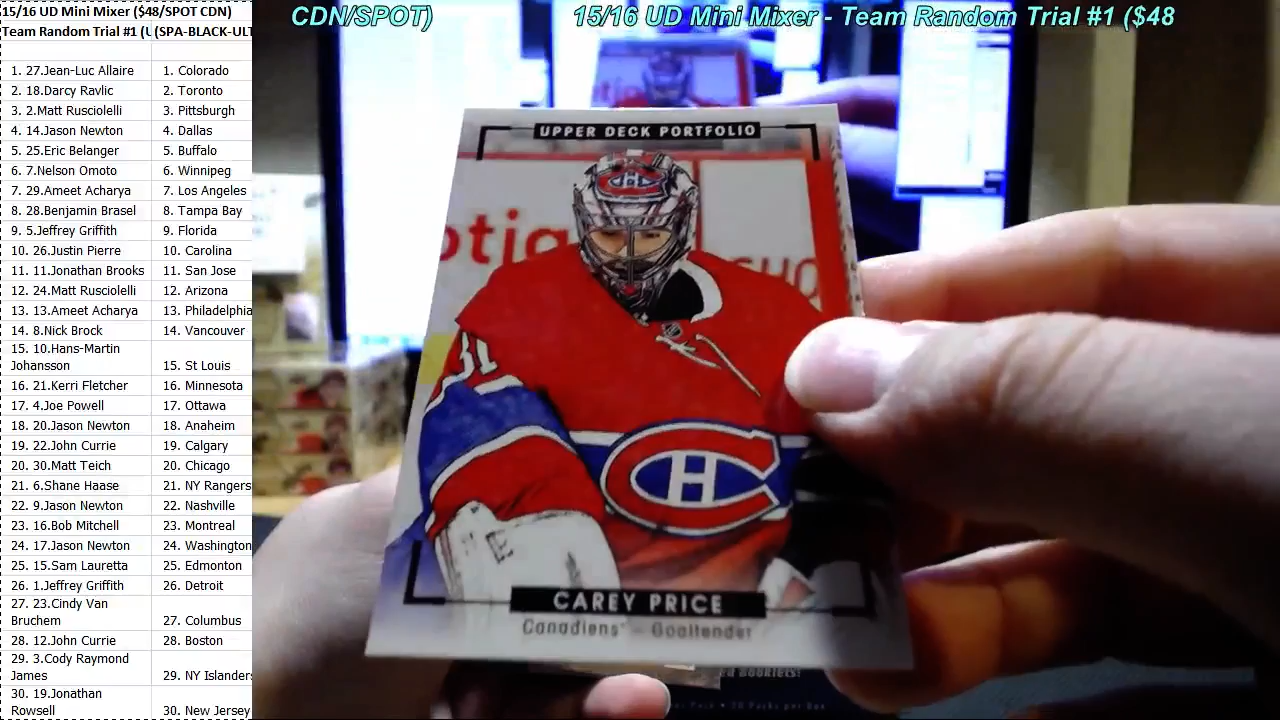 15/16 UD Mini Mixer ($48/SPOT CDN)
Team Random Trial #1 (U (SPA-BLACK-ULT
1. 27.Jean-Luc Allaire 1. Colorado
2. 18.Darcy Ravlic 2. Toronto
3. 2.Matt Rusciolelli 3. Pittsburgh
4. 14.Jason Newton 4. Dallas
5. 25.Eric Belanger 5. Buffalo
6. 7.Nelson Omoto 6. Winnipeg
7. 29.Ameet Acharya 7. Los Angeles
8. 28.Benjamin Brasel 8. Tampa Bay
9. 5.Jeffrey Griffith 9. Florida
10. 26.Justin Pierre 10. Carolina
11. 11.Jonathan Brooks 11. San Jose
12. 24.Matt Rusciolelli 12. Arizona
13. 13.Ameet Acharya 13. Philadelphia
14. 8.Nick Brock 14. Vancouver
15. 10.Hans-Martin
Johansson 15. St Louis
16. 21.Kerri Fletcher 16. Minnesota
17. 4.Joe Powell 17. Ottawa
18. 20.Jason Newton 18. Anaheim
19. 22.John Currie 19. Calgary
20. 30.Matt Teich 20. Chicago
21. 6.Shane Haase 21. NY Rangers
22. 9.Jason Newton 22. Nashville
23. 16.Bob Mitchell 23. Montreal
24. 17.Jason Newton 24. Washington
25. 15.Sam Lauretta 25. Edmonton
26. 1.Jeffrey Griffith 26. Detroit
27. 23.Cindy Van
Bruchem 27. Columbus
28. 12.John Currie 28. Boston
29. 3.Cody Raymond
James 29. NY Islanders
30. 19.Jonathan
Rowsell 30. New Jersey
CDN/SPOT) 15/16 UD Mini Mixer - Team Random Trial #1 ($48
UPPER DECK PORTFOLIO
otia
31
CH
CAREY PRICE
Canadiens - Goaltender